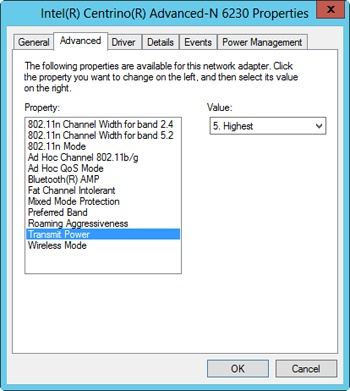 Intel(R) Centrino(R) Advanced-N 6230 Properties
x
General Advanced Driver Details Events Power Management
The following properties are available for this network adapter. Click
the property you want to change on the left, and then select its value
on the right.
Property:
802.11n Channel Width for band 2.4
802.11n Channel Width for band 5.2
802.11n Mode
Ad Hoc Channel 802.11b/g
Ad Hoc QoS Mode
Bluetooth(R) AMP
Fat Channel Intolerant
Mixed Mode Protection
Preferred Band
Roaming Aggressiveness
Transmit Power
Wireless Mode
Value:
5. Highest
OK Cancel